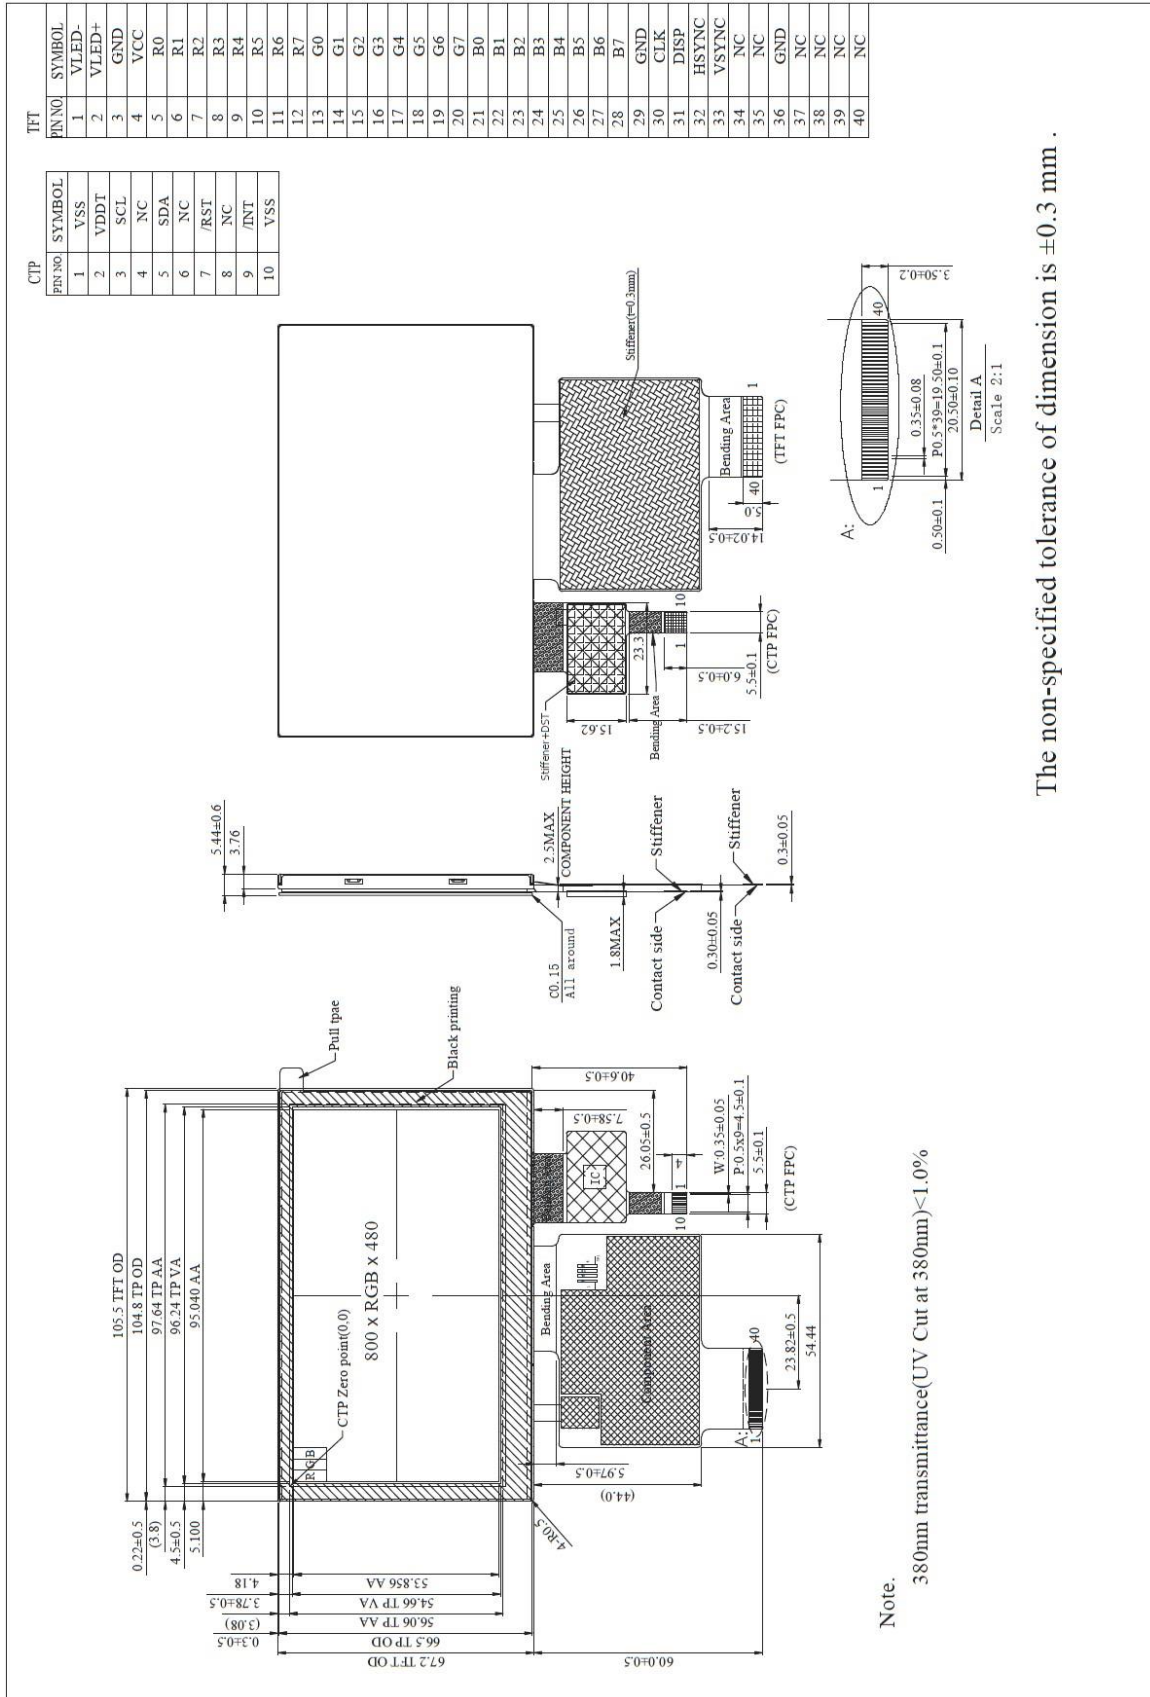 TFT
PIN NO. SYMBOL
1 VLED-
2 VLED+
3 GND
4 VCC
5 R0
6 R1
7 R2
8 R3
9 R4
10 R5
11 R6
12 R7
13 G0
14 G1
15 G2
16 G3
17 G4
18 G5
19 G6
20 G7
21 B0
22 B1
23 B2
24 B3
25 B4
26 B5
27 B6
28 B7
29 GND
30 CLK
31 DISP
32 HSYNC
33 VSYNC
34 NC
35 NC
36 GND
37 NC
38 NC
39 NC
40 NC
CTP
PIN NO. SYMBOL
1 VSS
2 VDDT
3 SCL
4 NC
5 SDA
6 NC
7 /RST
8 NC
9 /INT
10 VSS
105.5 TFT OD
104.8 TP OD
97.64 TP AA
96.24 TP VA
95.040 AA
0.22±0.5
(3.8)
4.5±0.5
5.100
67.2 TFT OD
66.5 TP OD
56.06 TP AA
54.66 TP VA
53.856 AA
0.3±0.5
(3.08)
3.78±0.5
4.18
60.0±0.5
Pull tpae
Black printing
CTP Zero point(0,0)
R G B
800 x RGB x 480
4-R0.5
(44.0)
5.97±0.5
Bending Area
Component Area
IC
7.58±0.5
40.6±0.5
26.05±0.5
4
10 1
W:0.35±0.05
P:0.5x9=4.5±0.1
5.5±0.1
(CTP FPC)
A:
1 40
23.82±0.5
54.44
5.44±0.6
3.76
2.5MAX
COMPONENT HEIGHT
C0.15
All around
1.8MAX
Contact side
Stiffener
0.30±0.05
Contact side
Stiffener
0.3±0.05
Stiffener+DST
15.62
23.3
15.2±0.5
Bending Area
6.0±0.5
1 10
5.5±0.1
(CTP FPC)
Stiffener(t=0.3mm)
Bending Area
40 1
5.0
14.02±0.5
(TFT FPC)
A:
1 40
3.50±0.2
0.50±0.1
0.35±0.08
P0.5*39=19.50±0.1
20.50±0.10
Detail A
Scale 2:1
The non-specified tolerance of dimension is ±0.3 mm .
Note.
380nm transmittance(UV Cut at 380nm)<1.0%